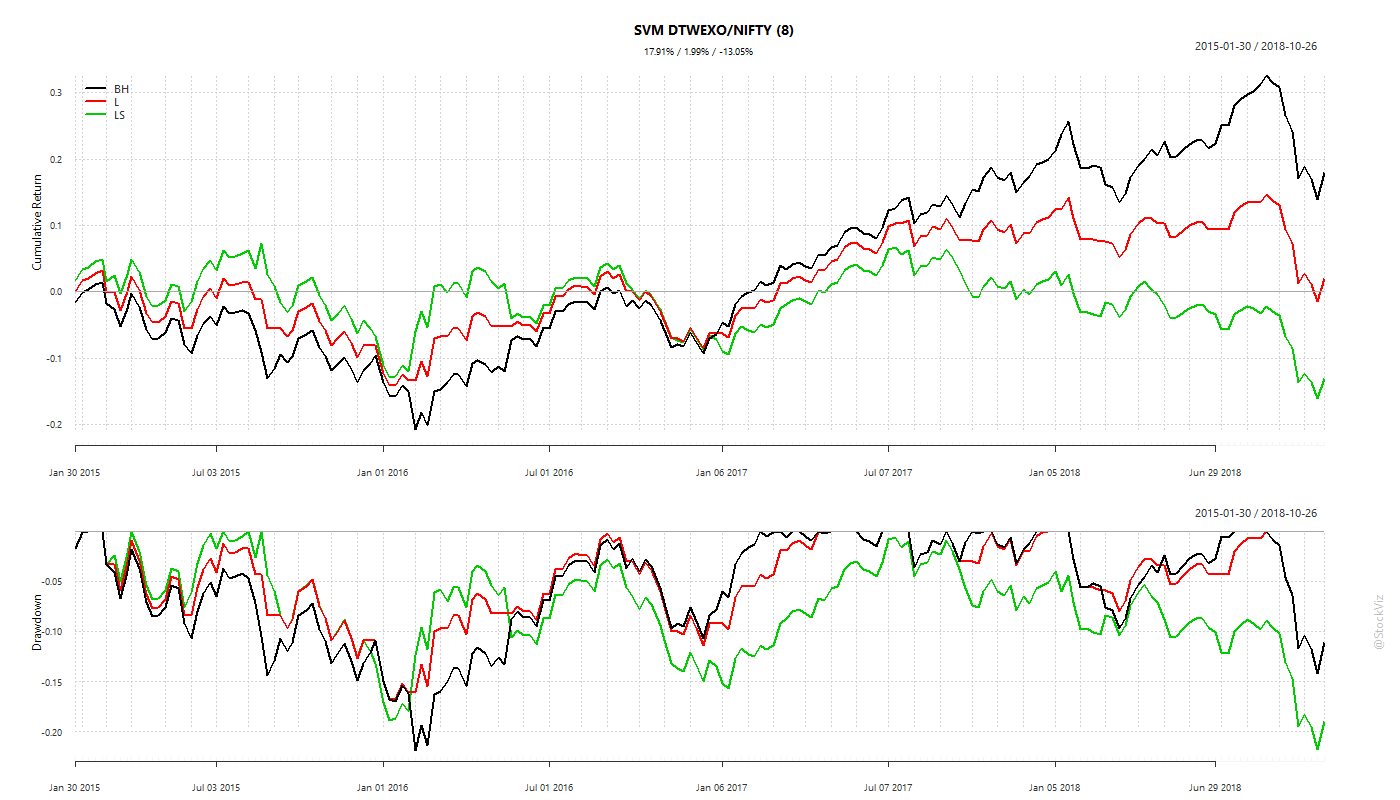 SVM DTWEXO/NIFTY (8)
17.91% / 1.99% / -13.05%
2015-01-30 / 2018-10-26
BH
L
LS
Cumulative Return
0.3
0.2
0.1
0.0
-0.1
-0.2
Jan 30 2015 Jul 03 2015 Jan 01 2016 Jul 01 2016 Jan 06 2017 Jul 07 2017 Jan 05 2018 Jun 29 2018
2015-01-30 / 2018-10-26
Drawdown
-0.05
-0.10
-0.15
-0.20
Jan 30 2015 Jul 03 2015 Jan 01 2016 Jul 01 2016 Jan 06 2017 Jul 07 2017 Jan 05 2018 Jun 29 2018
@StockViz